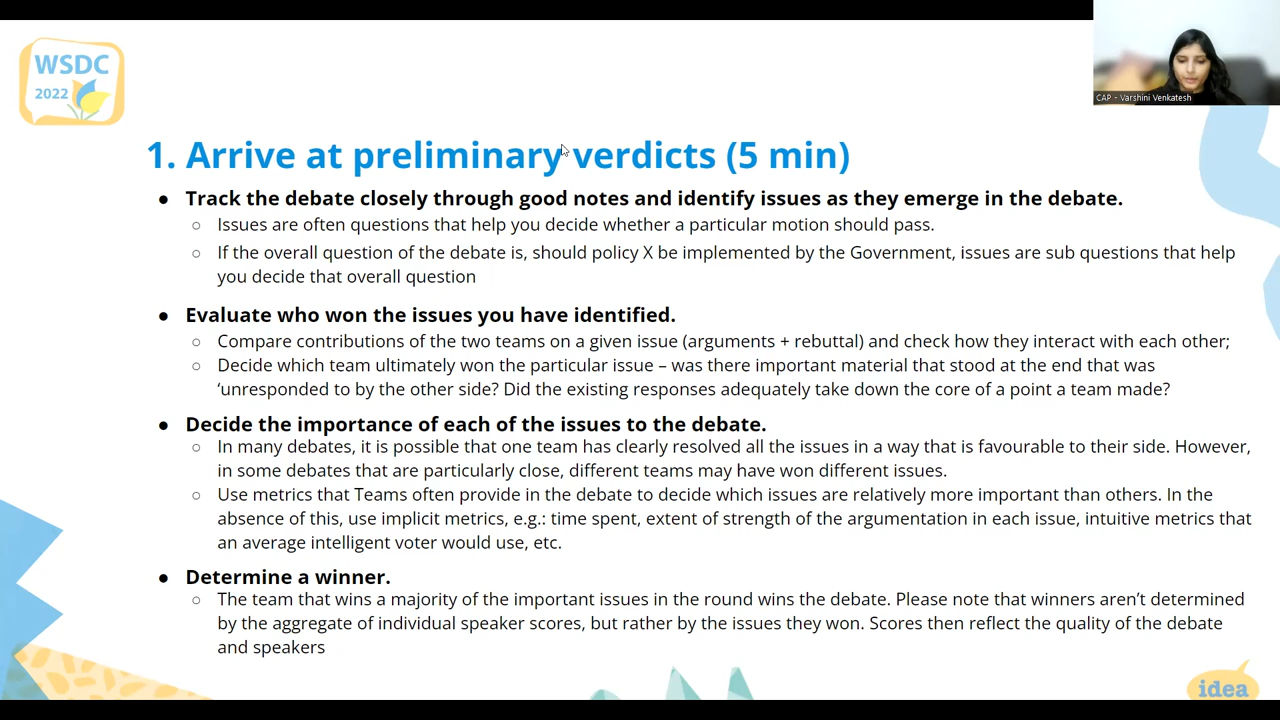 WSDC
2022
CAP - Varshini Venkatesh
1. Arrive at preliminary verdicts (5 min)
● Track the debate closely through good notes and identify issues as they emerge in the debate.
○ Issues are often questions that help you decide whether a particular motion should pass.
○ If the overall question of the debate is, should policy X be implemented by the Government, issues are sub questions that help
you decide that overall question
● Evaluate who won the issues you have identified.
○ Compare contributions of the two teams on a given issue (arguments + rebuttal) and check how they interact with each other;
○ Decide which team ultimately won the particular issue – was there important material that stood at the end that was
‘unresponded to by the other side? Did the existing responses adequately take down the core of a point a team made?
● Decide the importance of each of the issues to the debate.
○ In many debates, it is possible that one team has clearly resolved all the issues in a way that is favourable to their side. However,
in some debates that are particularly close, different teams may have won different issues.
○ Use metrics that Teams often provide in the debate to decide which issues are relatively more important than others. In the
absence of this, use implicit metrics, e.g.: time spent, extent of strength of the argumentation in each issue, intuitive metrics that
an average intelligent voter would use, etc.
● Determine a winner.
○ The team that wins a majority of the important issues in the round wins the debate. Please note that winners aren’t determined
by the aggregate of individual speaker scores, but rather by the issues they won. Scores then reflect the quality of the debate
and speakers
idea